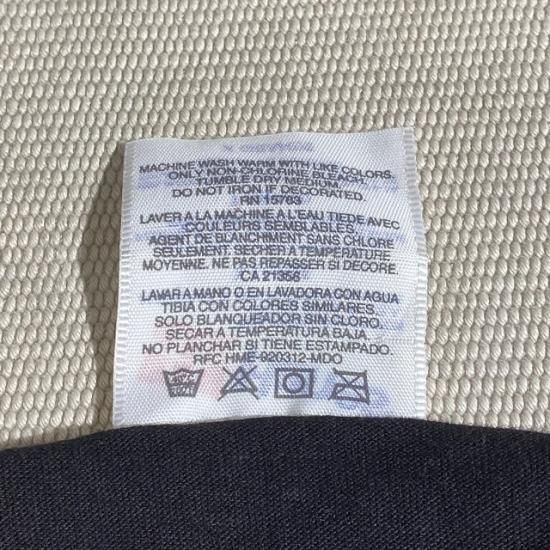 MACHINE WASH WARM WITH LIKE COLORS.
ONLY NON-CHLORINE BLEACH.
TUMBLE DRY MEDIUM.
DO NOT IRON IF DECORATED.
RN 15763
LAVER A LA MACHINE A L'EAU TIEDE AVEC
COULEURS SEMBLABLES.
AGENT DE BLANCHIMENT SANS CHLORE
SEULEMENT. SECHER A TEMPERATURE
MOYENNE. NE PAS REPASSER SI DECORE.
CA 21356
LAVAR A MANO O EN LAVADORA CON AGUA
TIBIA CON COLORES SIMILARES.
SOLO BLANQUEADOR SIN CLORO.
SECAR A TEMPERATURA BAJA
NO PLANCHAR SI TIENE ESTAMPADO.
RFC HME-920312-MDO